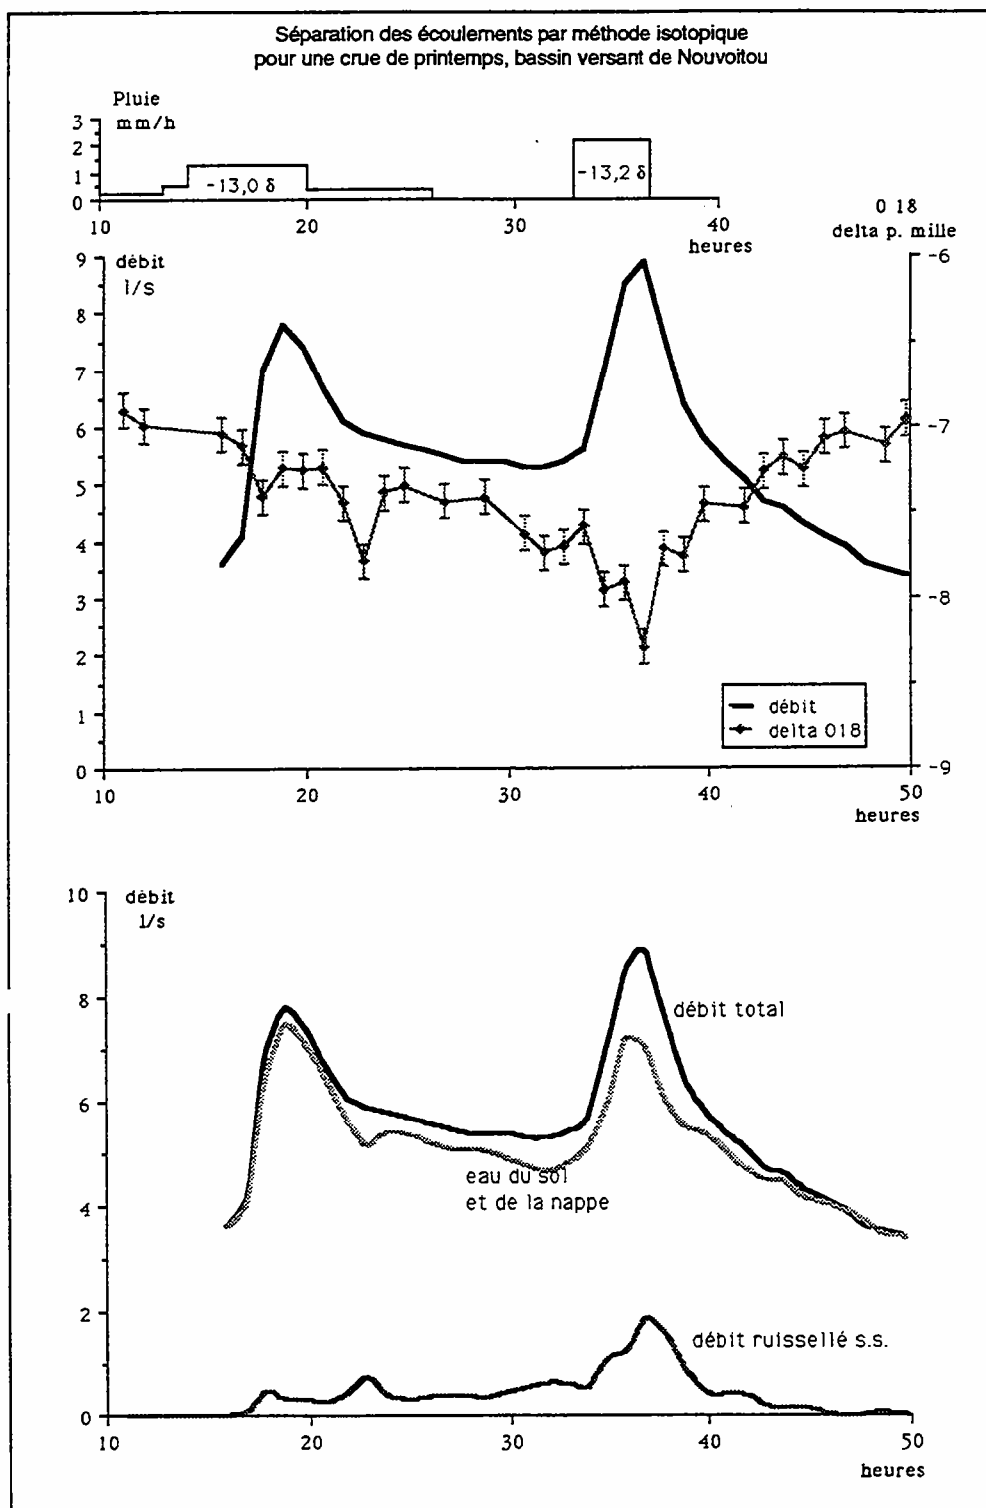 Séparation des écoulements par méthode isotopique
pour une crue de printemps, bassin versant de Nouvoitou
Pluie
mm/h
3
2
1
0
-13,0 δ
-13,2 δ
10
20
30
40
heures
0 18
delta p. mille
débit
l/s
9
8
7
6
5
4
3
2
1
0
-6
-7
-8
-9
débit
delta 018
10
20
30
40
50
heures
débit
l/s
10
8
6
4
2
0
débit total
eau du sol
et de la nappe
débit ruissellé s.s.
10
20
30
40
50
heures